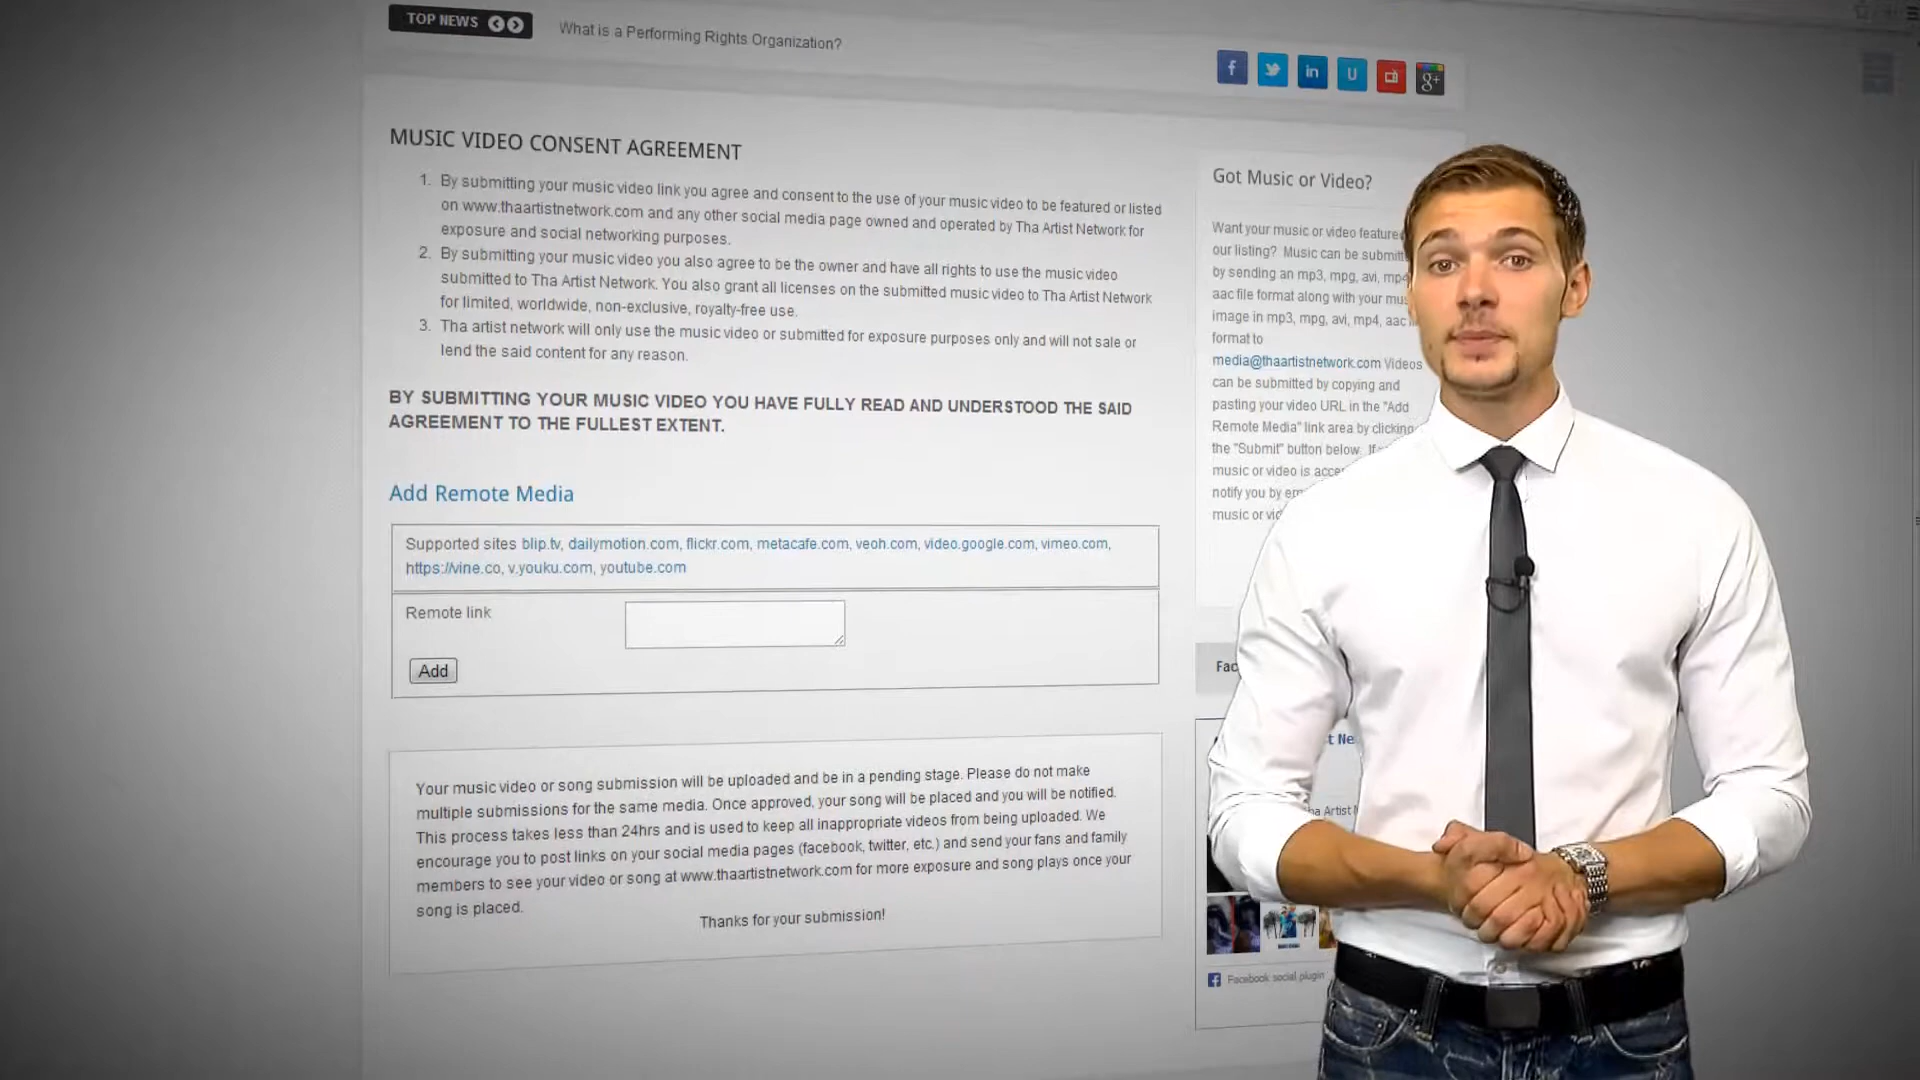 TOP NEWS
What is a Performing Rights Organization?
MUSIC VIDEO CONSENT AGREEMENT
1. By submitting your music video link you agree and consent to the use of your music video to be featured or listed
on www.thaartistnetwork.com and any other social media page owned and operated by Tha Artist Network for
exposure and social networking purposes.
2. By submitting your music video you also agree to be the owner and have all rights to use the music video
submitted to Tha Artist Network. You also grant all licenses on the submitted music video to Tha Artist Network
for limited, worldwide, non-exclusive, royalty-free use.
3. Tha artist network will only use the music video or submitted for exposure purposes only and will not sale or
lend the said content for any reason.
BY SUBMITTING YOUR MUSIC VIDEO YOU HAVE FULLY READ AND UNDERSTOOD THE SAID
AGREEMENT TO THE FULLEST EXTENT.
Add Remote Media
Supported sites blip.tv, dailymotion.com, flickr.com, metacafe.com, veoh.com, video.google.com, vimeo.com,
https://vine.co, v.youku.com, youtube.com
Remote link
Add
Your music video or song submission will be uploaded and be in a pending stage. Please do not make
multiple submissions for the same media. Once approved, your song will be placed and you will be notified.
This process takes less than 24hrs and is used to keep all inappropriate videos from being uploaded. We
encourage you to post links on your social media pages (facebook, twitter, etc.) and send your fans and family
members to see your video or song at www.thaartistnetwork.com for more exposure and song plays once your
song is placed.
Thanks for your submission!
f
in
U
g+
Got Music or Video?
Want your music or video
our listing? Music can be
by sending an mp3, mpg, avi,
aac file format along with your
image in mp3, mpg, avi, mp4, aac
format to
media@thaartistnetwork.com Videos
can be submitted by copying and
pasting your video URL in the "Add
Remote Media" link area by clicking
the "Submit" button below.
music or video is
notify you by
music or
Artist
Facebook social plugin